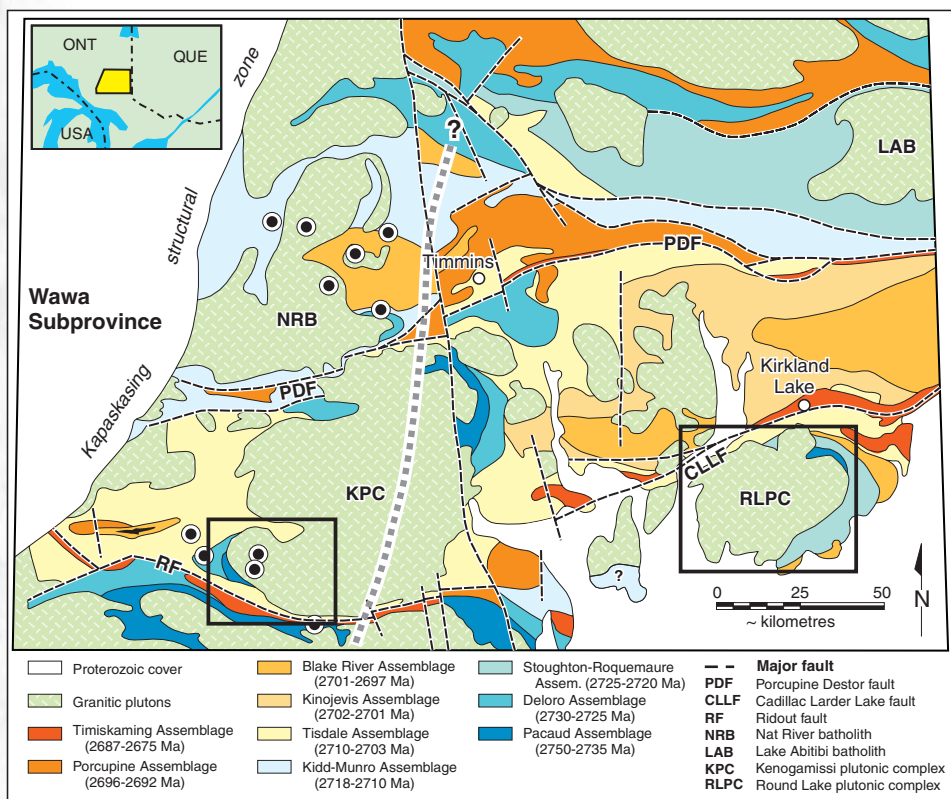 ONT
QUE
USA
zone
structural
Kapaskasing
Wawa
Subprovince
?
LAB
PDF
Timmins
NRB
PDF
Kirkland
Lake
CLLF
KPC
RLPC
RF
?
0 25 50
~ kilometres
N
Proterozoic cover
Granitic plutons
Timiskaming Assemblage
(2687-2675 Ma)
Porcupine Assemblage
(2696-2692 Ma)
Blake River Assemblage
(2701-2697 Ma)
Kinojevis Assemblage
(2702-2701 Ma)
Tisdale Assemblage
(2710-2703 Ma)
Kidd-Munro Assemblage
(2718-2710 Ma)
Stoughton-Roquemaure
Assem. (2725-2720 Ma)
Deloro Assemblage
(2730-2725 Ma)
Pacaud Assemblage
(2750-2735 Ma)
Major fault
PDF Porcupine Destor fault
CLLF Cadillac Larder Lake fault
RF Ridout fault
NRB Nat River batholith
LAB Lake Abitibi batholith
KPC Kenogamissi plutonic complex
RLPC Round Lake plutonic complex